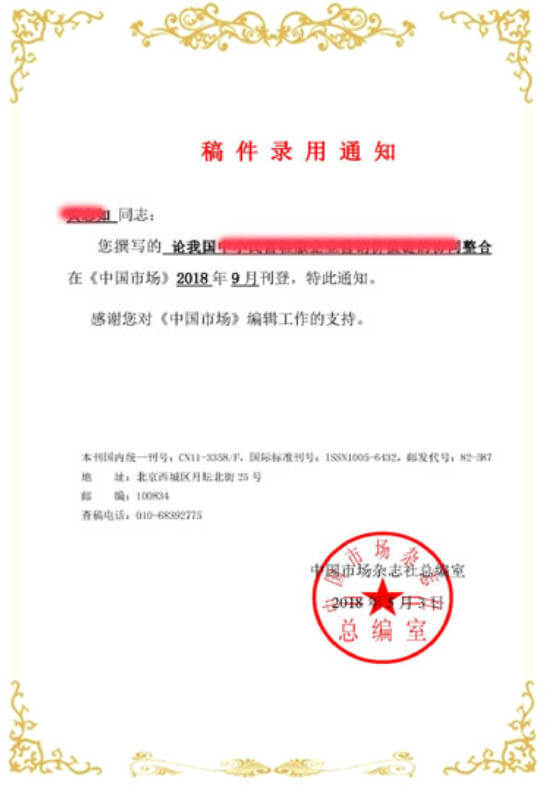 稿件录用通知
同志：
您撰写的 论我国 整合
在《中国市场》2018 年 9 月刊登，特此通知。
感谢您对《中国市场》编辑工作的支持。
本刊国内统一刊号：CN11-3358/F，国际标准刊号：ISSN1005-6432，邮发代号：82-587
地 址：北京西城区月坛北街 25 号
邮 编：100834
查稿电话：010-68392775
中国市场杂志社总编室
2018 年 5 月 3 日
中国市场杂志社
总编室